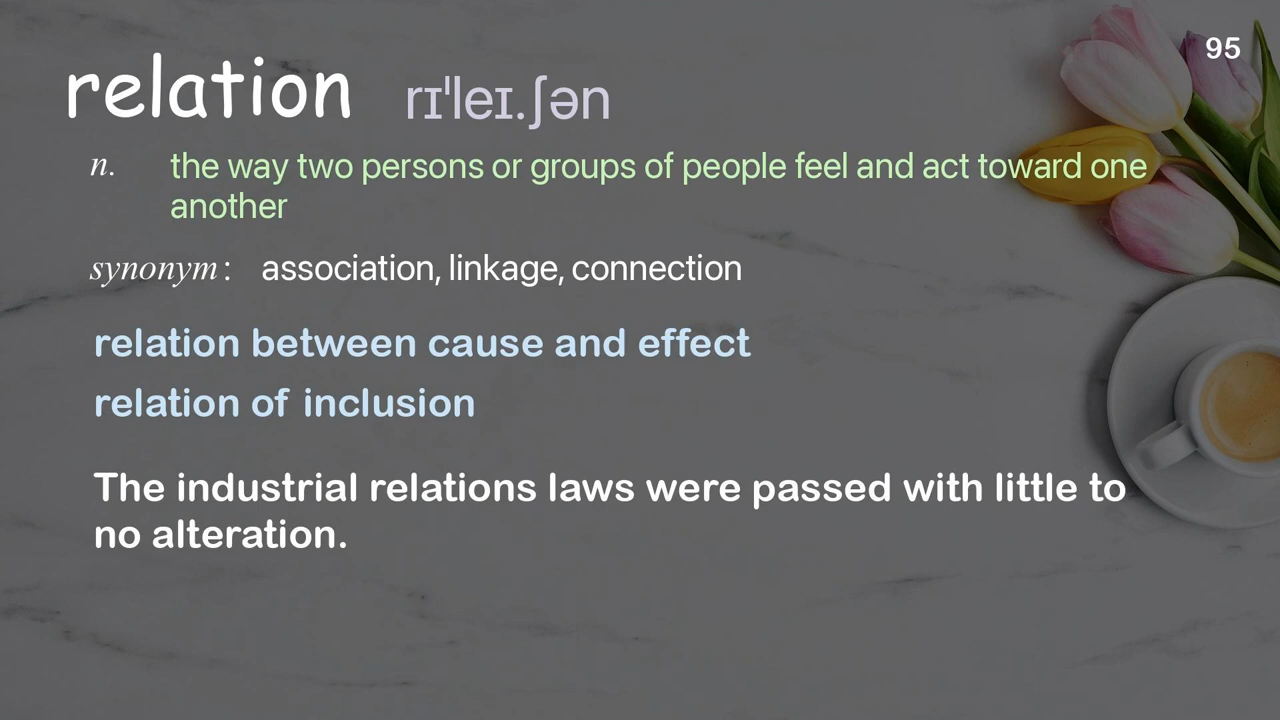 95
relation rɪˈleɪ.ʃən
n. the way two persons or groups of people feel and act toward one
another
synonym : association, linkage, connection
relation between cause and effect
relation of inclusion
The industrial relations laws were passed with little to
no alteration.